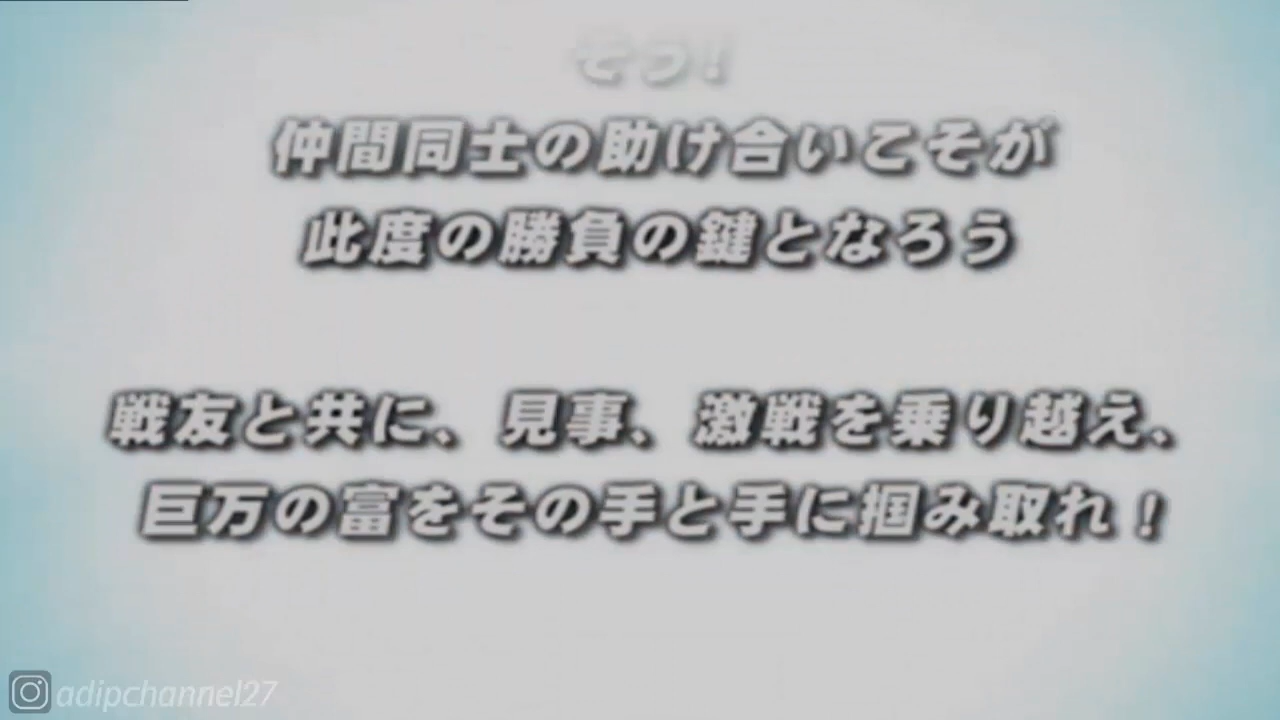 そう!
仲間同士の助け合いこそが
此度の勝負の鍵となろう
戦友と共に、見事、激戦を乗り越え、
巨万の富をその手と手に掴み取れ!
adipchannel27